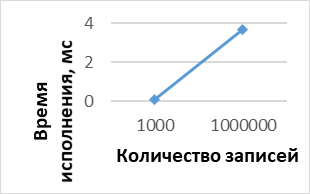 Время
исполнения, мс
4
2
0
1000 1000000
Количество записей